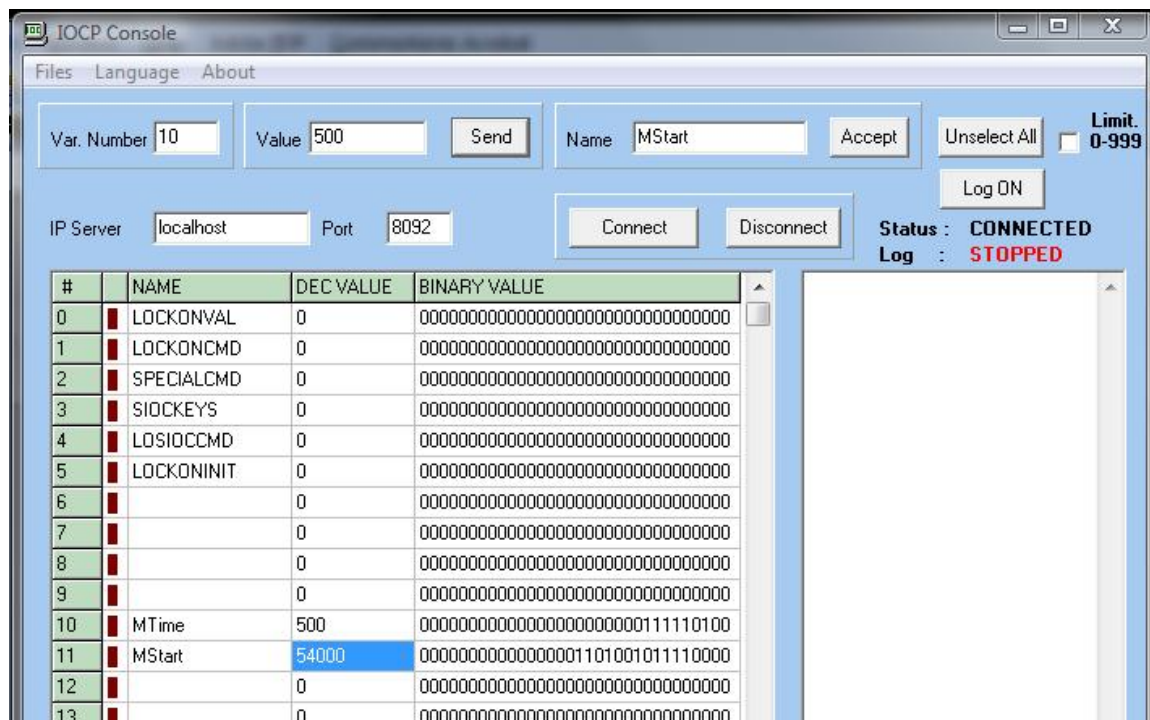 IOCP Console
Files Language About
Var. Number 10 Value 500 Send Name MStart Accept Unselect All Limit. 0-999
Log ON
IP Server localhost Port 8092 Connect Disconnect Status : CONNECTED
Log : STOPPED
# NAME DEC VALUE BINARY VALUE
0 LOCKONVAL 0 00000000000000000000000000000000
1 LOCKONCMD 0 00000000000000000000000000000000
2 SPECIALCMD 0 00000000000000000000000000000000
3 SIOCKEYS 0 00000000000000000000000000000000
4 LOSIOCCMD 0 00000000000000000000000000000000
5 LOCKONINIT 0 00000000000000000000000000000000
6 0 00000000000000000000000000000000
7 0 00000000000000000000000000000000
8 0 00000000000000000000000000000000
9 0 00000000000000000000000000000000
10 MTime 500 00000000000000000000000111110100
11 MStart 54000 00000000000000001101001011110000
12 0 00000000000000000000000000000000
13 0 00000000000000000000000000000000